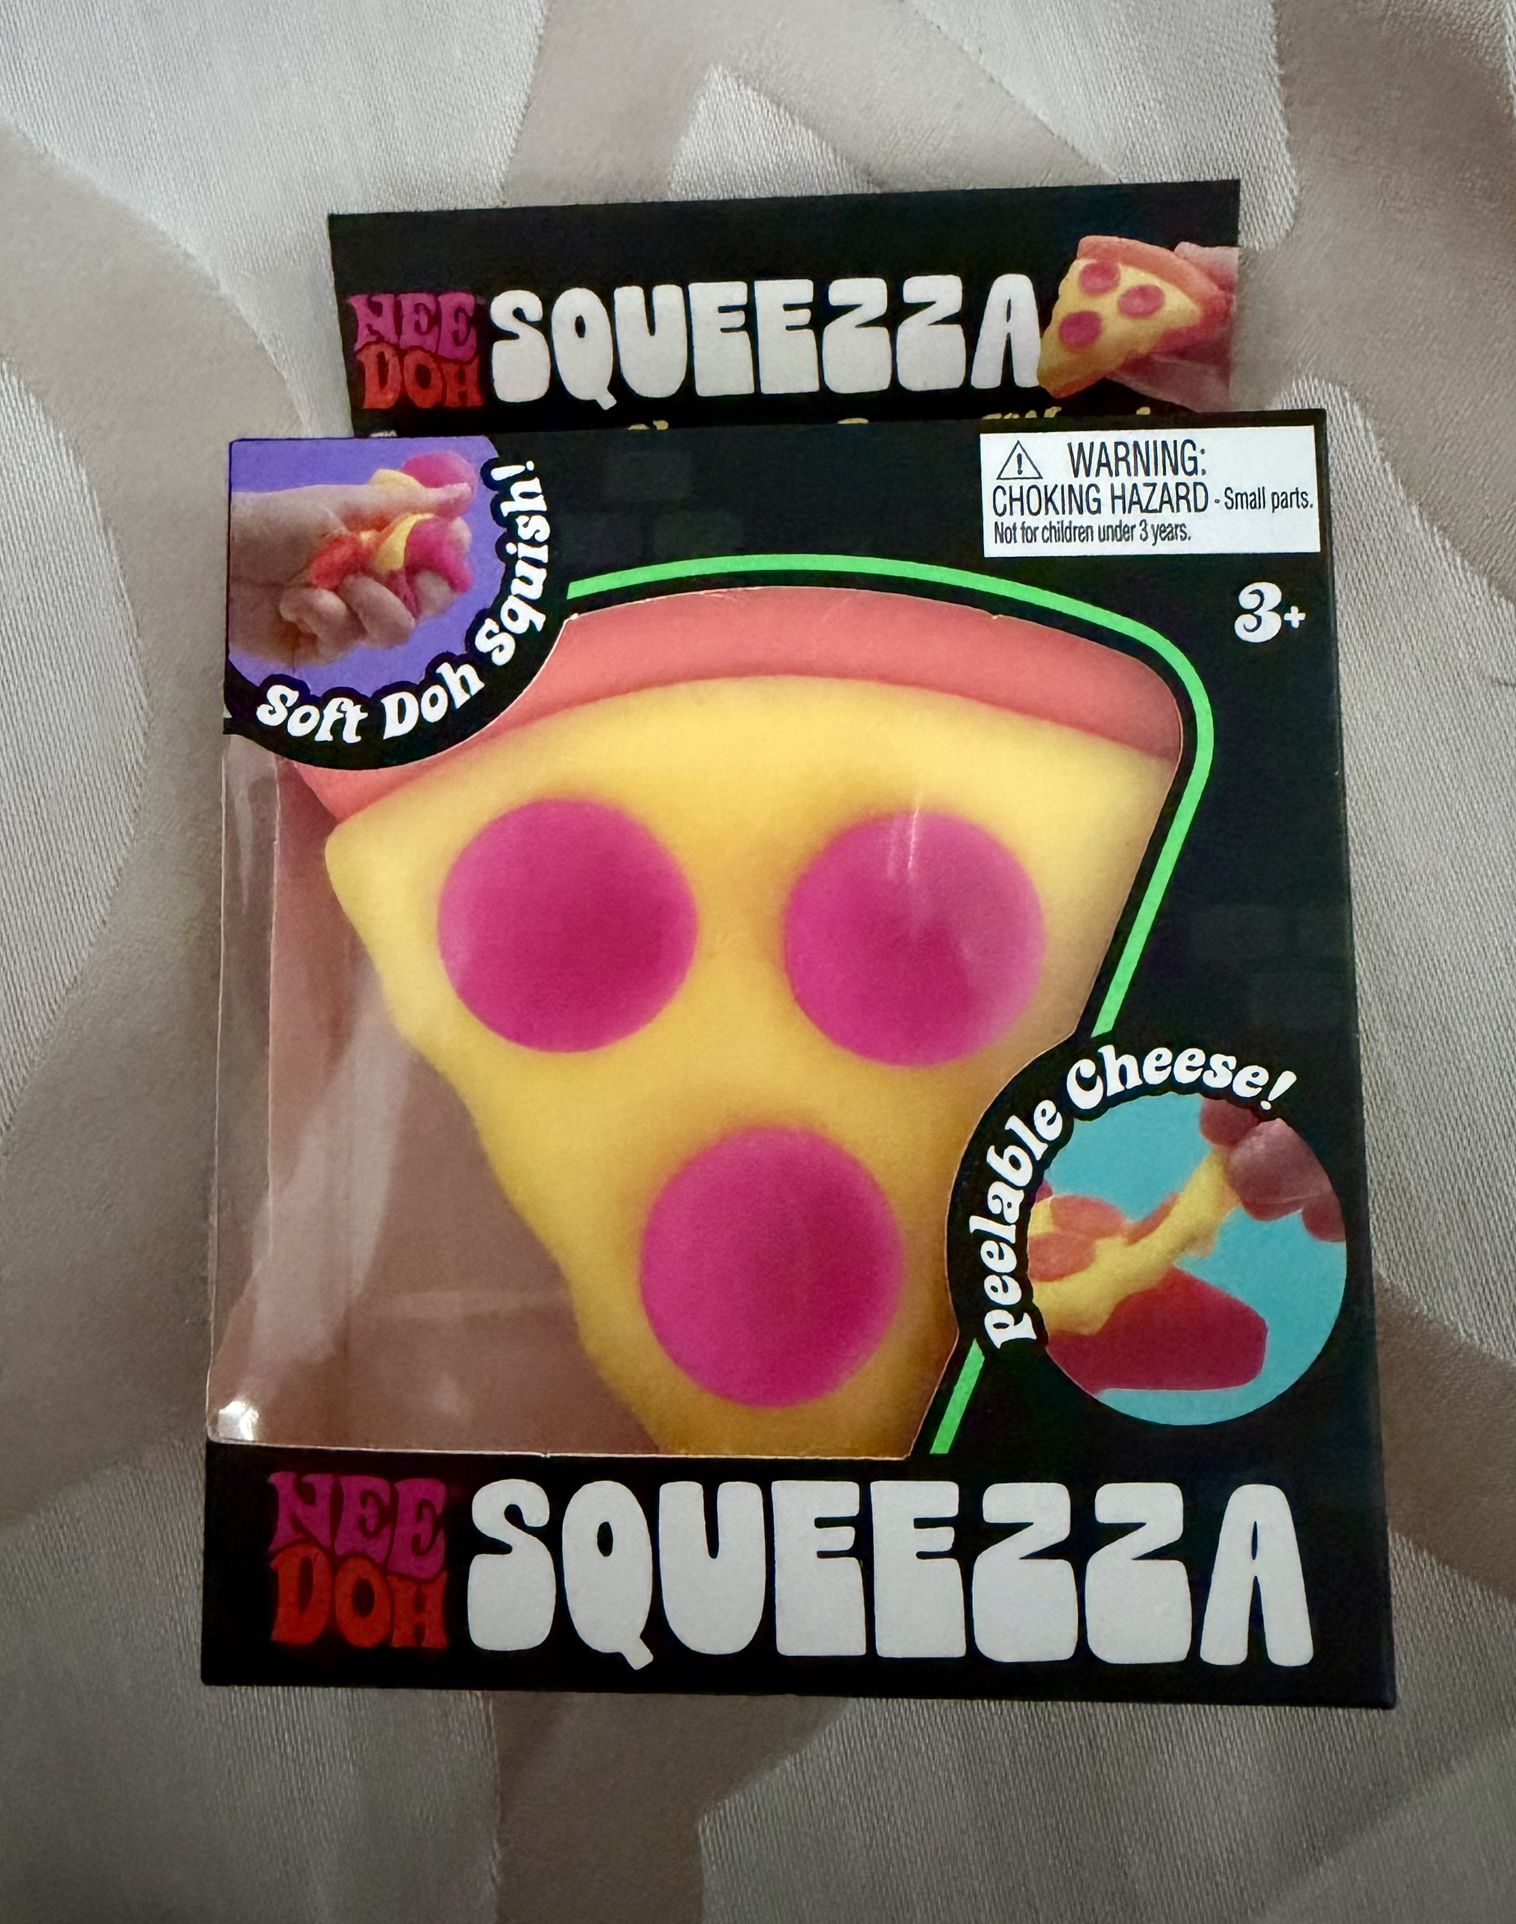 NEE
DOH
SQUEEZZA
WARNING:
CHOKING HAZARD - Small parts.
Not for children under 3 years.
3+
Soft Doh Squish!
Peelable Cheese!
NEE
DOH
SQUEEZZA